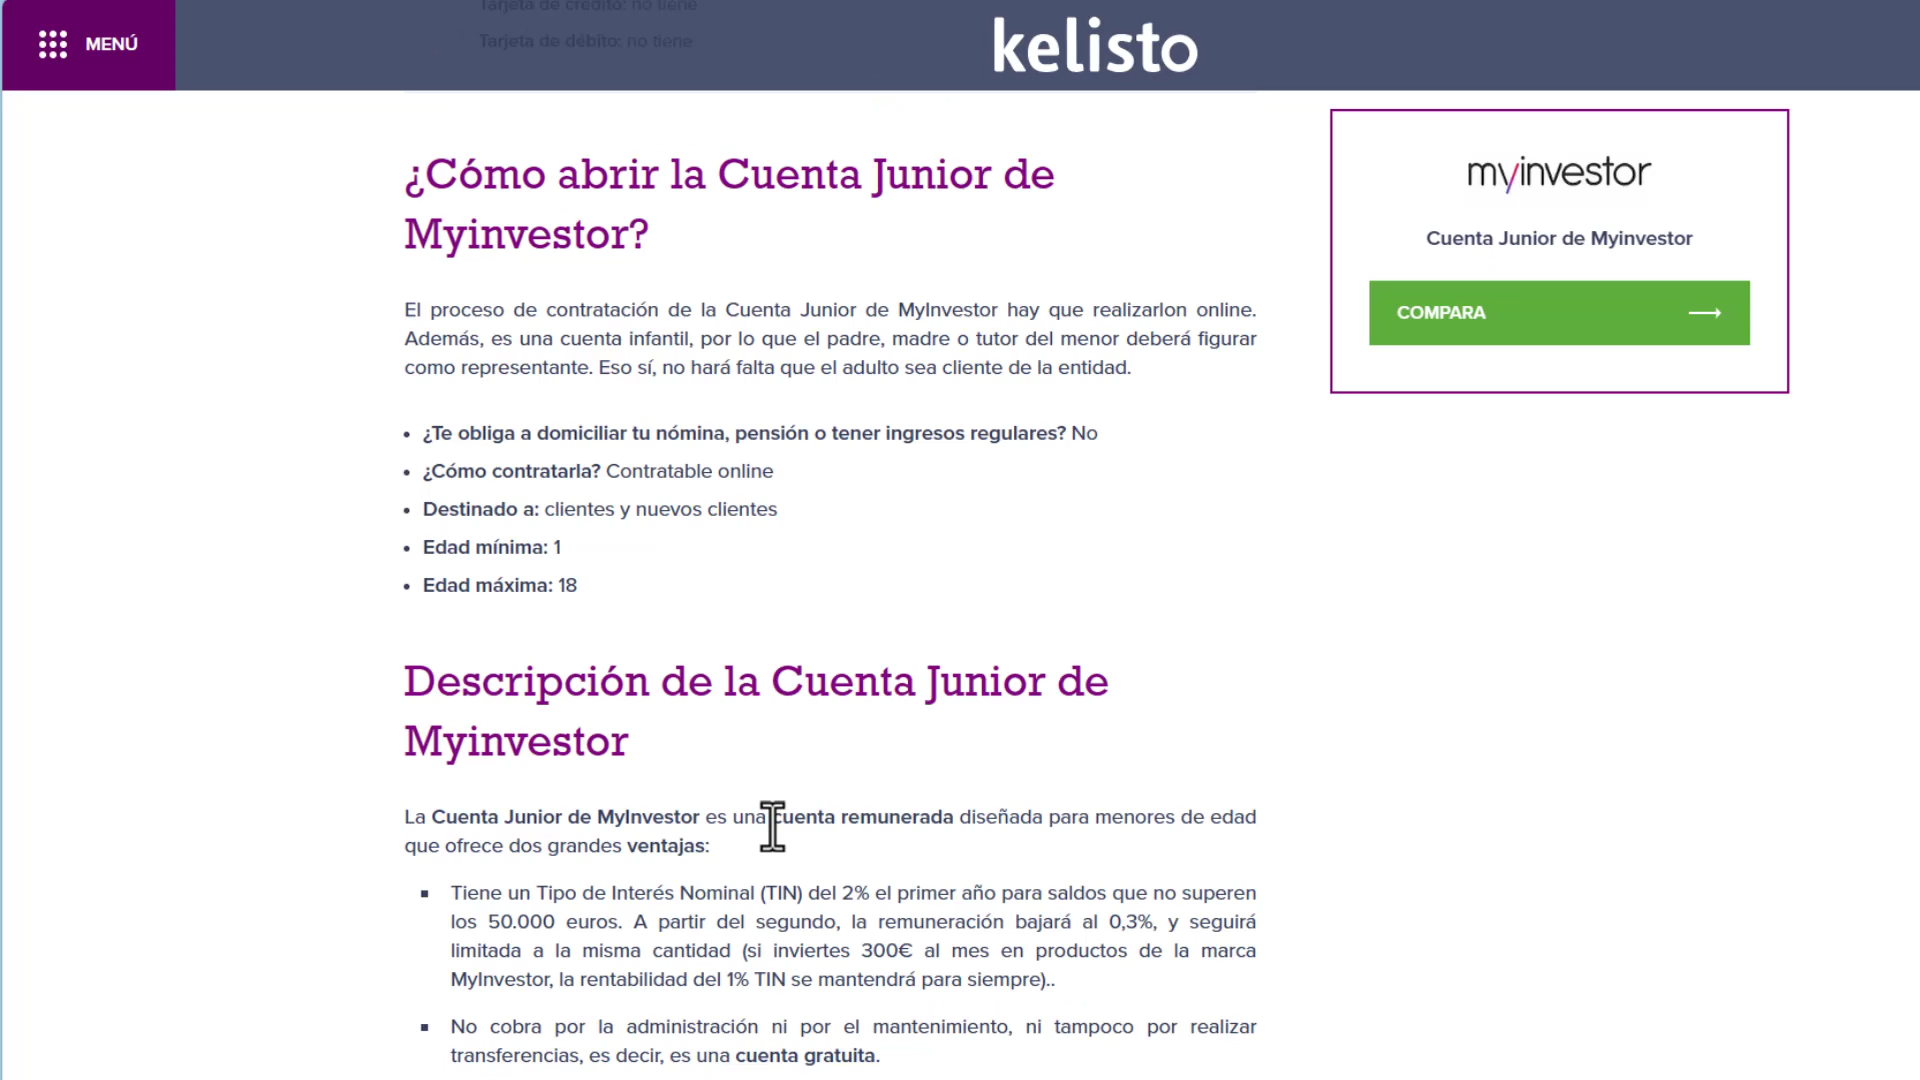 Tarjeta de crédito: no tiene
MENÚ
Tarjeta de débito: no tiene
kelisto
¿Cómo abrir la Cuenta Junior de
Myinvestor?
El proceso de contratación de la Cuenta Junior de MyInvestor hay que realizarlon online.
Además, es una cuenta infantil, por lo que el padre, madre o tutor del menor deberá figurar
como representante. Eso sí, no hará falta que el adulto sea cliente de la entidad.
• ¿Te obliga a domiciliar tu nómina, pensión o tener ingresos regulares? No
• ¿Cómo contratarla? Contratable online
• Destinado a: clientes y nuevos clientes
• Edad mínima: 1
• Edad máxima: 18
Descripción de la Cuenta Junior de
Myinvestor
La Cuenta Junior de MyInvestor es una cuenta remunerada diseñada para menores de edad
que ofrece dos grandes ventajas:
▪ Tiene un Tipo de Interés Nominal (TIN) del 2% el primer año para saldos que no superen
los 50.000 euros. A partir del segundo, la remuneración bajará al 0,3%, y seguirá
limitada a la misma cantidad (si inviertes 300€ al mes en productos de la marca
MyInvestor, la rentabilidad del 1% TIN se mantendrá para siempre)..
▪ No cobra por la administración ni por el mantenimiento, ni tampoco por realizar
transferencias, es decir, es una cuenta gratuita.
myinvestor
Cuenta Junior de Myinvestor
COMPARA